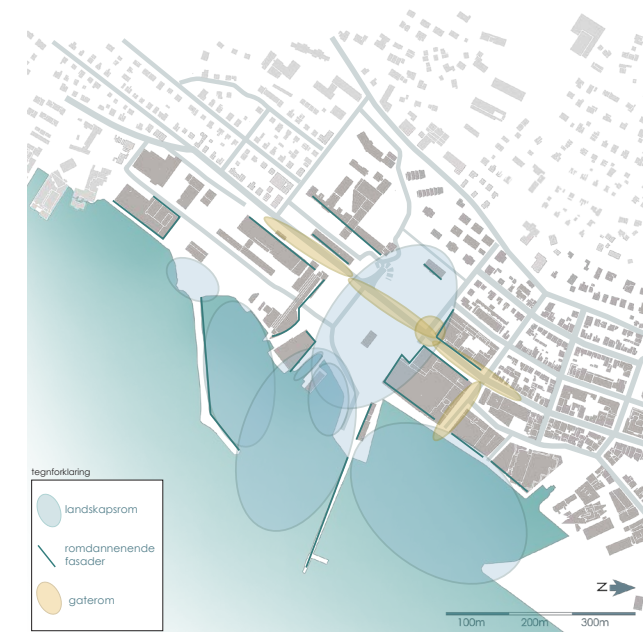 tegnforklaring
landskapsrom
romdannenende
fasader
gaterom
N
100m 200m 300m